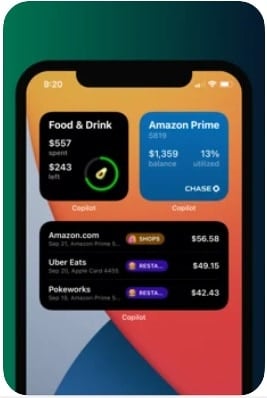 9:20
Food & Drink
$557
spent
$243
left
Copilot
Amazon Prime
5819
$1,359
balance
13%
utilized
CHASE
Copilot
Amazon.com
Sep 21, Amazon Prime 5...
SHOPS
$56.58
Uber Eats
Sep 20, Apple Card 4455
RESTA...
$49.15
Pokeworks
Sep 19, Amazon Prime 5...
RESTA...
$42.43
Copilot